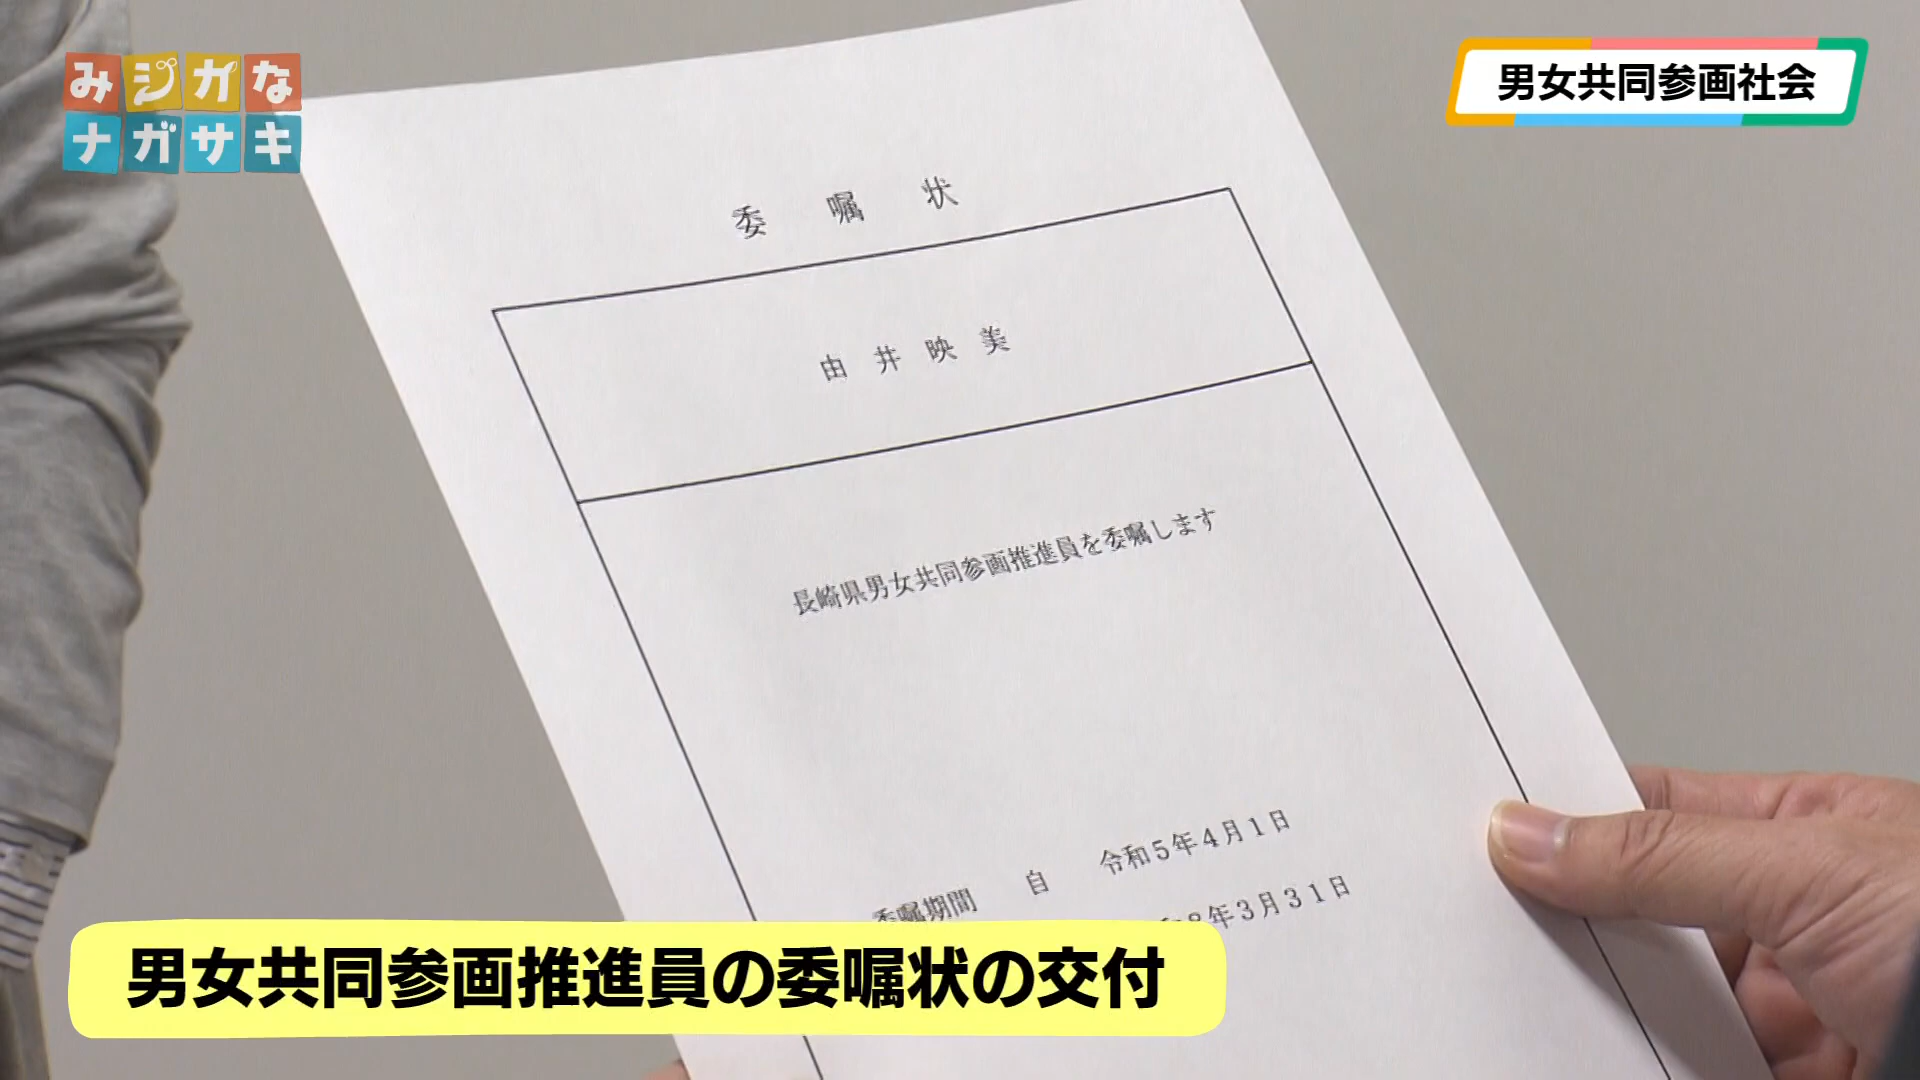 みジカな
ナガサキ
男女共同参画社会
委嘱状
由井映美
長崎県男女共同参画推進員を委嘱します
委嘱期間 自 令和5年4月1日
8年3月31日
男女共同参画推進員の委嘱状の交付